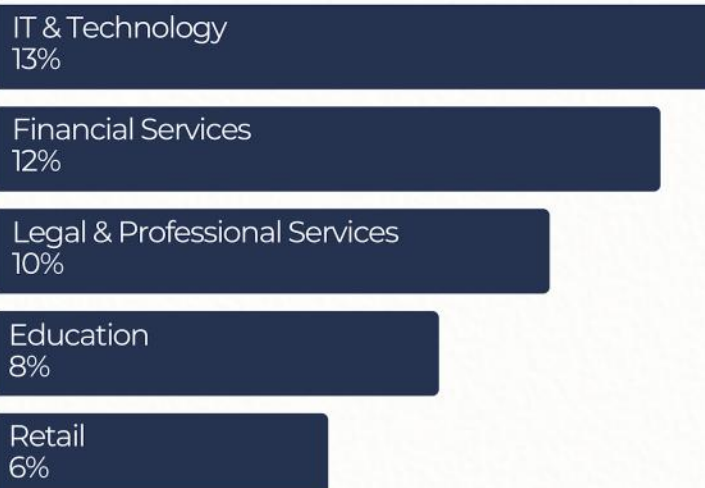 IT & Technology
13%
Financial Services
12%
Legal & Professional Services
10%
Education
8%
Retail
6%